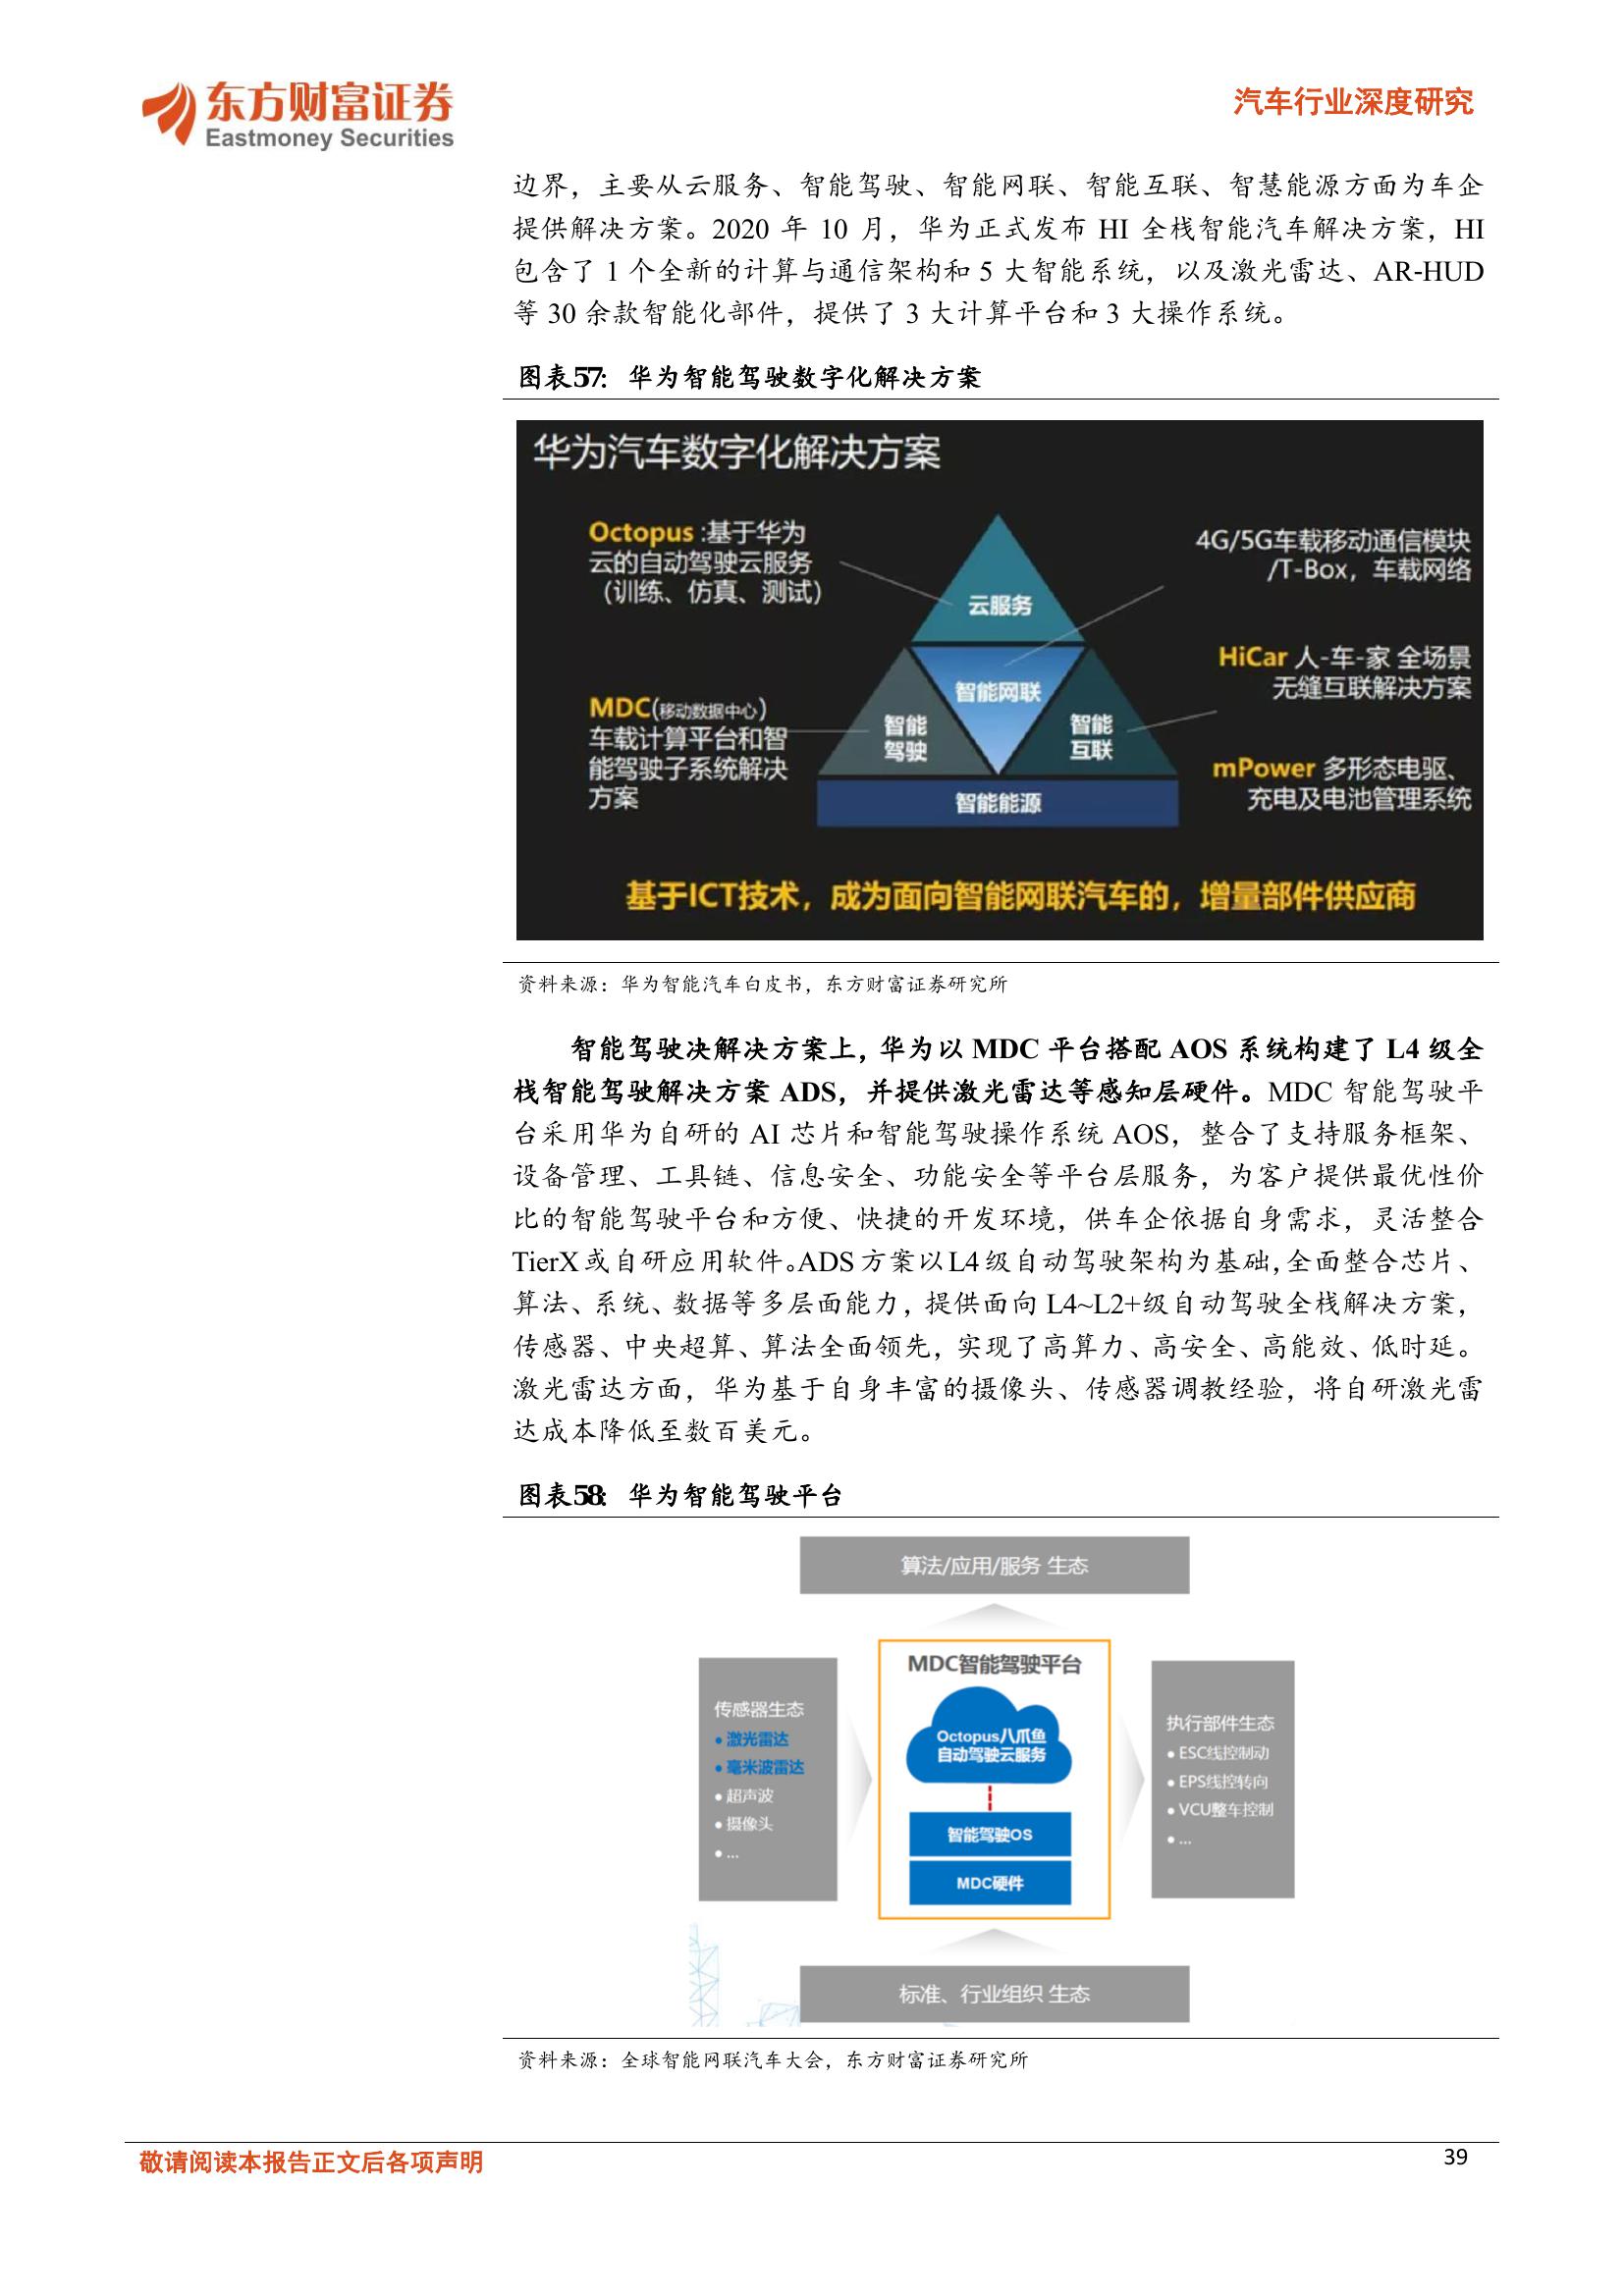 东方财富证券
Eastmoney Securities
汽车行业深度研究
边界，主要从云服务、智能驾驶、智能网联、智能互联、智慧能源方面为车企
提供解决方案。2020 年 10 月，华为正式发布 HI 全栈智能汽车解决方案，HI
包含了 1 个全新的计算与通信架构和 5 大智能系统，以及激光雷达、AR-HUD
等 30 余款智能化部件，提供了 3 大计算平台和 3 大操作系统。
图表57: 华为智能驾驶数字化解决方案
华为汽车数字化解决方案
Octopus :基于华为
云的自动驾驶云服务
（训练、仿真、测试）
4G/5G车载移动通信模块
/T-Box，车载网络
云服务
HiCar 人-车-家 全场景
无缝互联解决方案
智能网联
MDC(移动数据中心)
车载计算平台和智
能驾驶子系统解决
方案
智能
驾驶
智能
互联
mPower 多形态电驱、
充电及电池管理系统
智能能源
基于ICT技术，成为面向智能网联汽车的，增量部件供应商
资料来源：华为智能汽车白皮书，东方财富证券研究所
智能驾驶决解决方案上，华为以 MDC 平台搭配 AOS 系统构建了 L4 级全
栈智能驾驶解决方案 ADS，并提供激光雷达等感知层硬件。MDC 智能驾驶平
台采用华为自研的 AI 芯片和智能驾驶操作系统 AOS，整合了支持服务框架、
设备管理、工具链、信息安全、功能安全等平台层服务，为客户提供最优性价
比的智能驾驶平台和方便、快捷的开发环境，供车企依据自身需求，灵活整合
TierX 或自研应用软件。ADS 方案以 L4 级自动驾驶架构为基础，全面整合芯片、
算法、系统、数据等多层面能力，提供面向 L4~L2+级自动驾驶全栈解决方案，
传感器、中央超算、算法全面领先，实现了高算力、高安全、高能效、低时延。
激光雷达方面，华为基于自身丰富的摄像头、传感器调教经验，将自研激光雷
达成本降低至数百美元。
图表58: 华为智能驾驶平台
算法/应用/服务 生态
MDC智能驾驶平台
传感器生态
• 激光雷达
• 毫米波雷达
• 超声波
• 摄像头
• ...
Octopus八爪鱼
自动驾驶云服务
智能驾驶OS
MDC硬件
执行部件生态
• ESC线控制动
• EPS线控转向
• VCU整车控制
• ...
标准、行业组织 生态
资料来源：全球智能网联汽车大会，东方财富证券研究所
敬请阅读本报告正文后各项声明
39